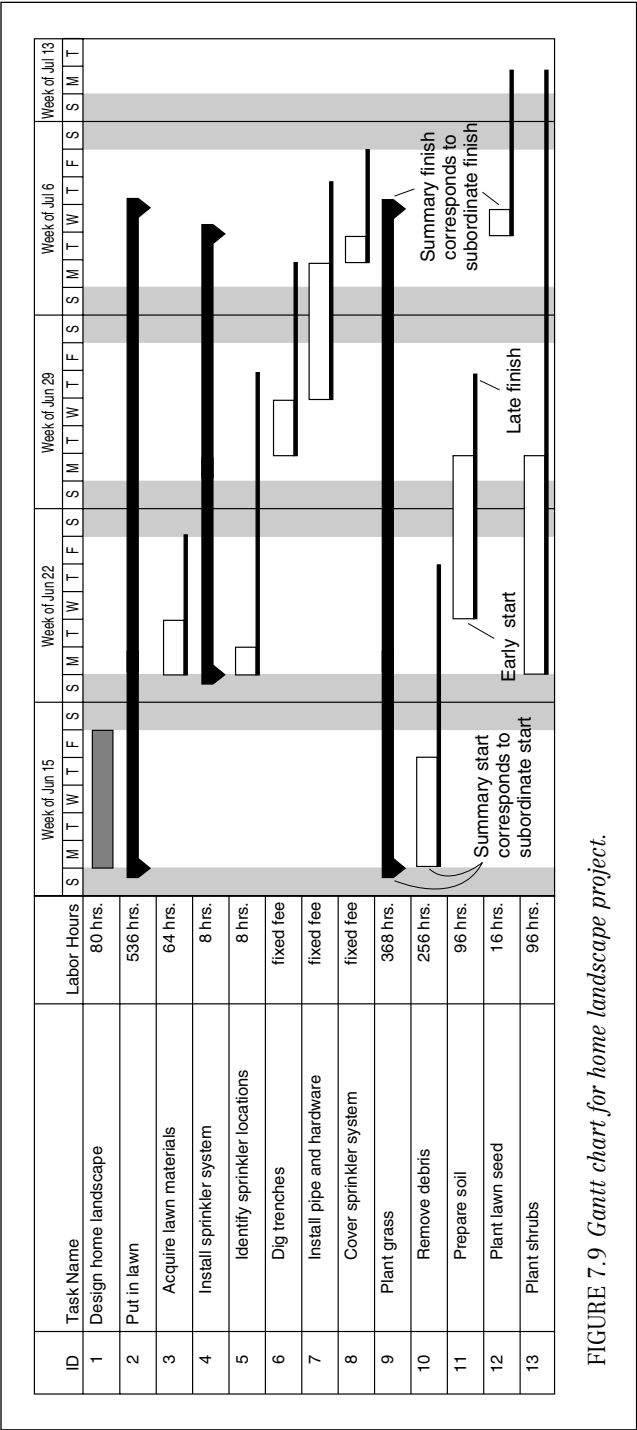 Week of Jun 15 Week of Jun 22 Week of Jun 29 Week of Jul 6 Week of Jul 13
ID Task Name Labor Hours S M T W T F S S M T W T F S S M T W T F S S M T W T F S S M T
1 Design home landscape 80 hrs.
2 Put in lawn 536 hrs.
3 Acquire lawn materials 64 hrs.
4 Install sprinkler system 8 hrs.
5 Identify sprinkler locations 8 hrs.
6 Dig trenches fixed fee
7 Install pipe and hardware fixed fee
8 Cover sprinkler system fixed fee
9 Plant grass 368 hrs.
10 Remove debris 256 hrs.
11 Prepare soil 96 hrs.
12 Plant lawn seed 16 hrs.
13 Plant shrubs 96 hrs.
Summary start
corresponds to
subordinate start
Early start
Late finish
Summary finish
corresponds to
subordinate finish
FIGURE 7.9 Gantt chart for home landscape project.